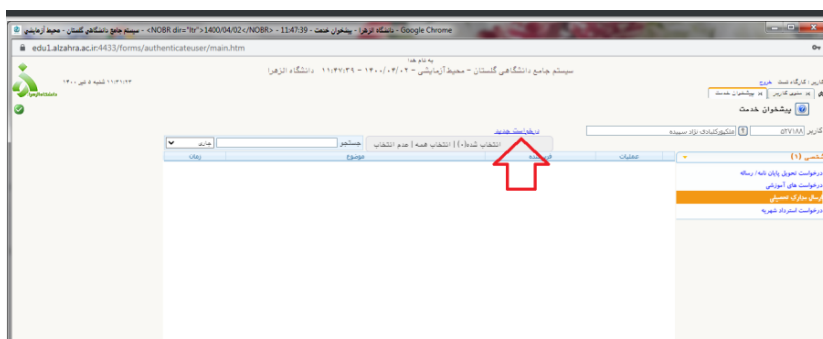 دانشگاه الزهرا - پیشخوان خدمت - 11:47:39 - <NOBR dir="ltr">1400/04/02</NOBR> - سیستم جامع دانشگاهی گلستان - محیط آزمایشی - Google Chrome
edu1.alzahra.ac.ir:4433/forms/authenticateuser/main.htm
به نام خدا
سیستم جامع دانشگاهی گلستان - محیط آزمایشی - ۱۴۰۰/۰۴/۰۲ - ۱۱:۴۷:۳۹ دانشگاه الزهرا
کاربر: کارگاه تست خروج
منوی کاربر پیشخوان خدمت
پیشخوان خدمت
درخواست جدید
انتخاب شده(۰) | انتخاب همه | عدم انتخاب جستجو جاری
شخصی (۱) عملیات فرستنده موضوع زمان
درخواست تحویل پایان نامه/ رساله
درخواست های آموزشی
ارسال مدارک تحصیلی
درخواست استرداد شهریه